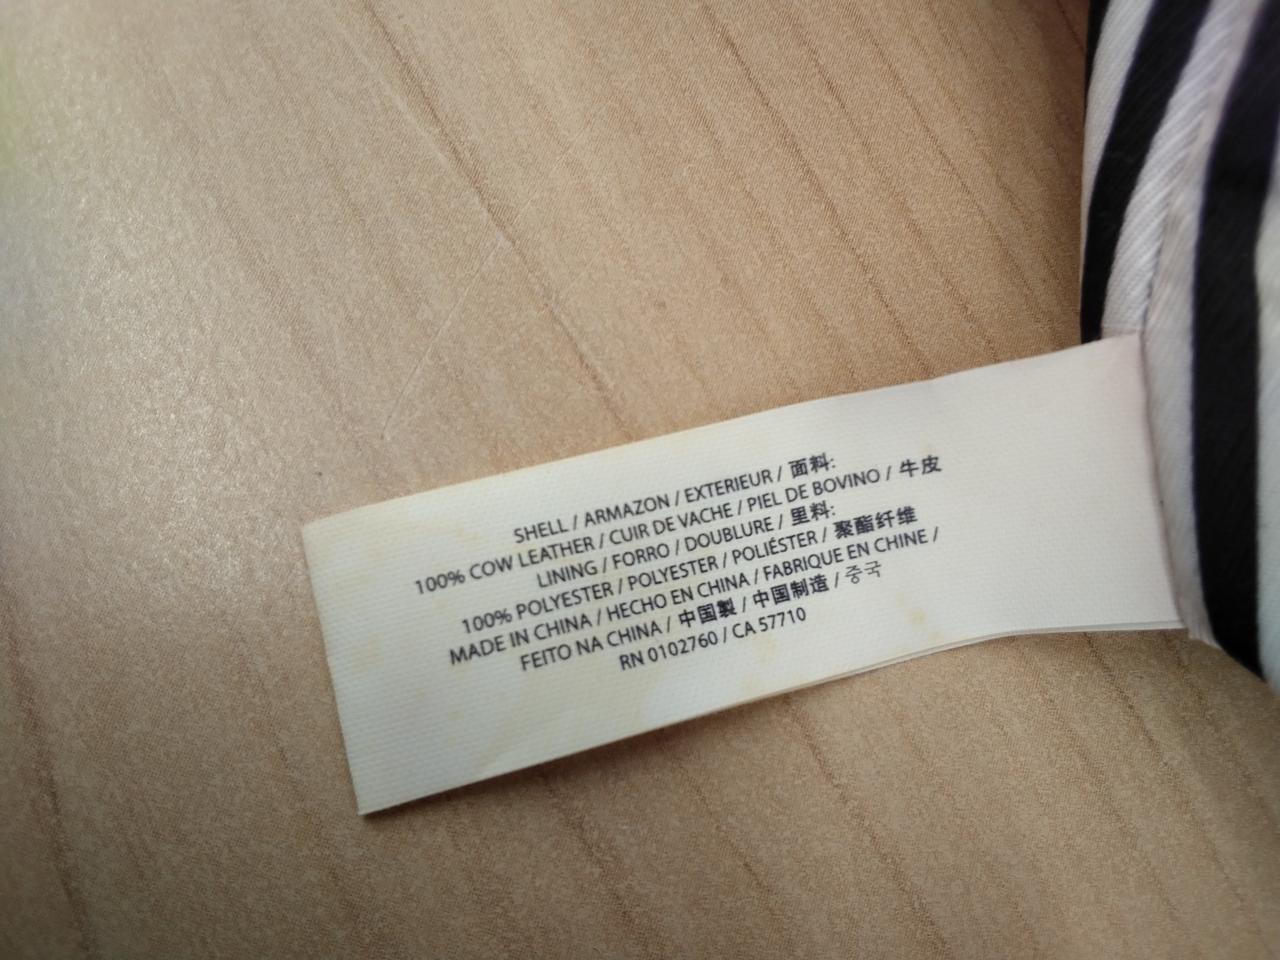 SHELL / ARMAZON / EXTERIEUR / 面料:
100% COW LEATHER / CUIR DE VACHE / PIEL DE BOVINO / 牛皮
LINING / FORRO / DOUBLURE / 里料:
100% POLYESTER / POLYESTER / POLIÉSTER / 聚酯纤维
MADE IN CHINA / HECHO EN CHINA / FABRIQUE EN CHINE /
FEITO NA CHINA / 中国製 / 中国制造 / 중국
RN 0102760 / CA 57710